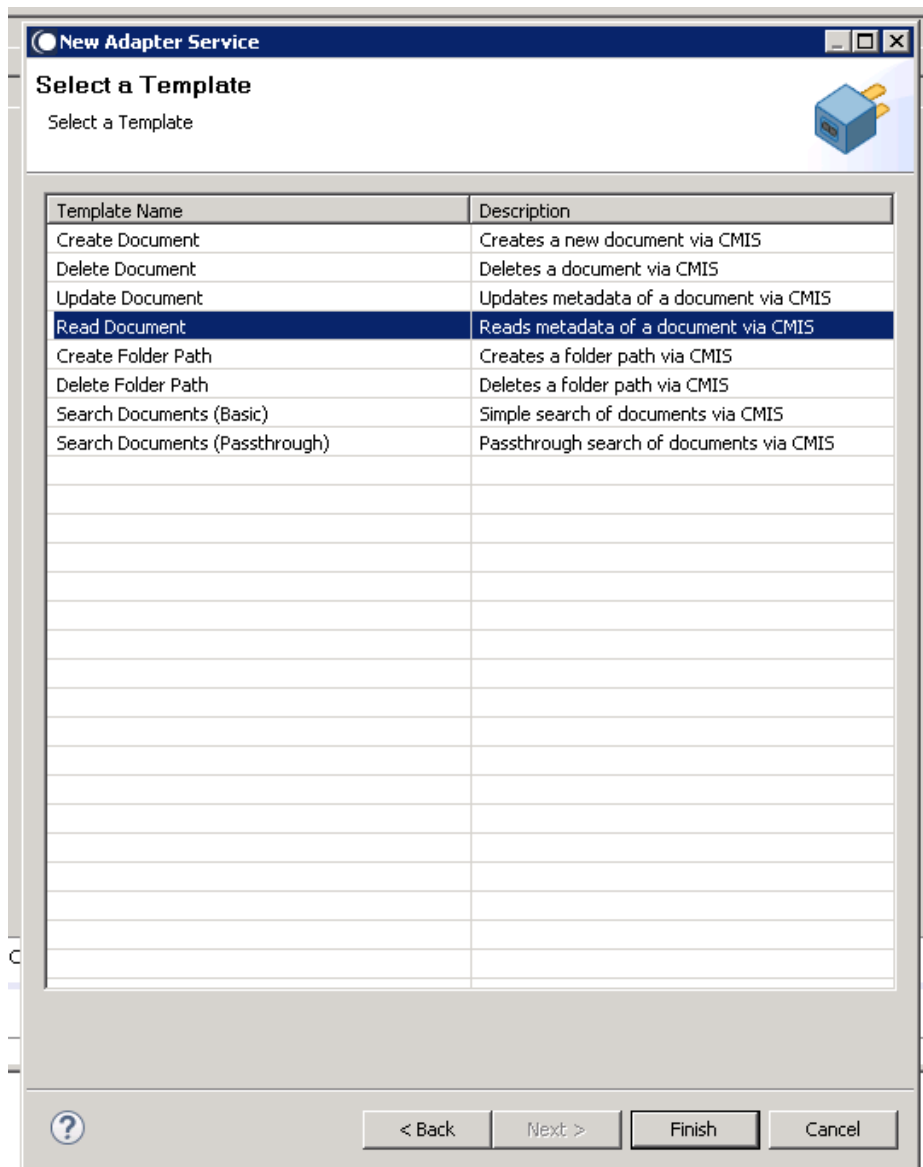 New Adapter Service
Select a Template
Select a Template
Template Name Description
Create Document Creates a new document via CMIS
Delete Document Deletes a document via CMIS
Update Document Updates metadata of a document via CMIS
Read Document Reads metadata of a document via CMIS
Create Folder Path Creates a folder path via CMIS
Delete Folder Path Deletes a folder path via CMIS
Search Documents (Basic) Simple search of documents via CMIS
Search Documents (Passthrough) Passthrough search of documents via CMIS
? < Back Next > Finish Cancel